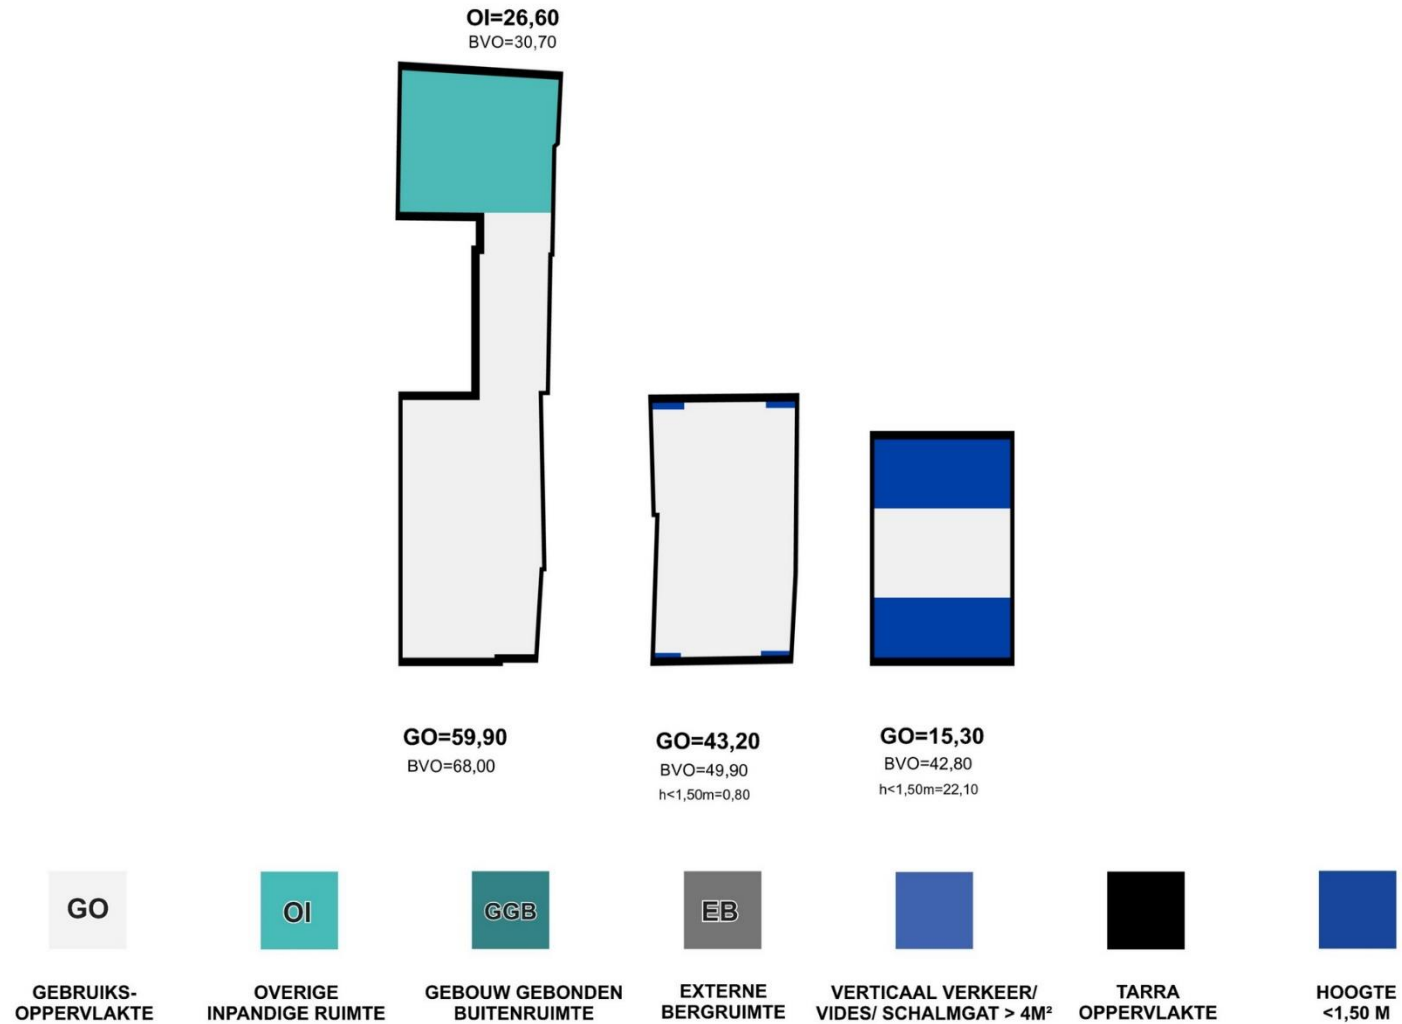 OI=26,60
BVO=30,70
GO=59,90
BVO=68,00
GO=43,20
BVO=49,90
h<1,50m=0,80
GO=15,30
BVO=42,80
h<1,50m=22,10
GO
OI
GGB
EB
GEBRUIKS-
OPPERVLAKTE
OVERIGE
INPANDIGE RUIMTE
GEBOUW GEBONDEN
BUITENRUIMTE
EXTERNE
BERGRUIMTE
VERTICAAL VERKEER/
VIDES/ SCHALMGAT > 4M²
TARRA
OPPERVLAKTE
HOOGTE
<1,50 M